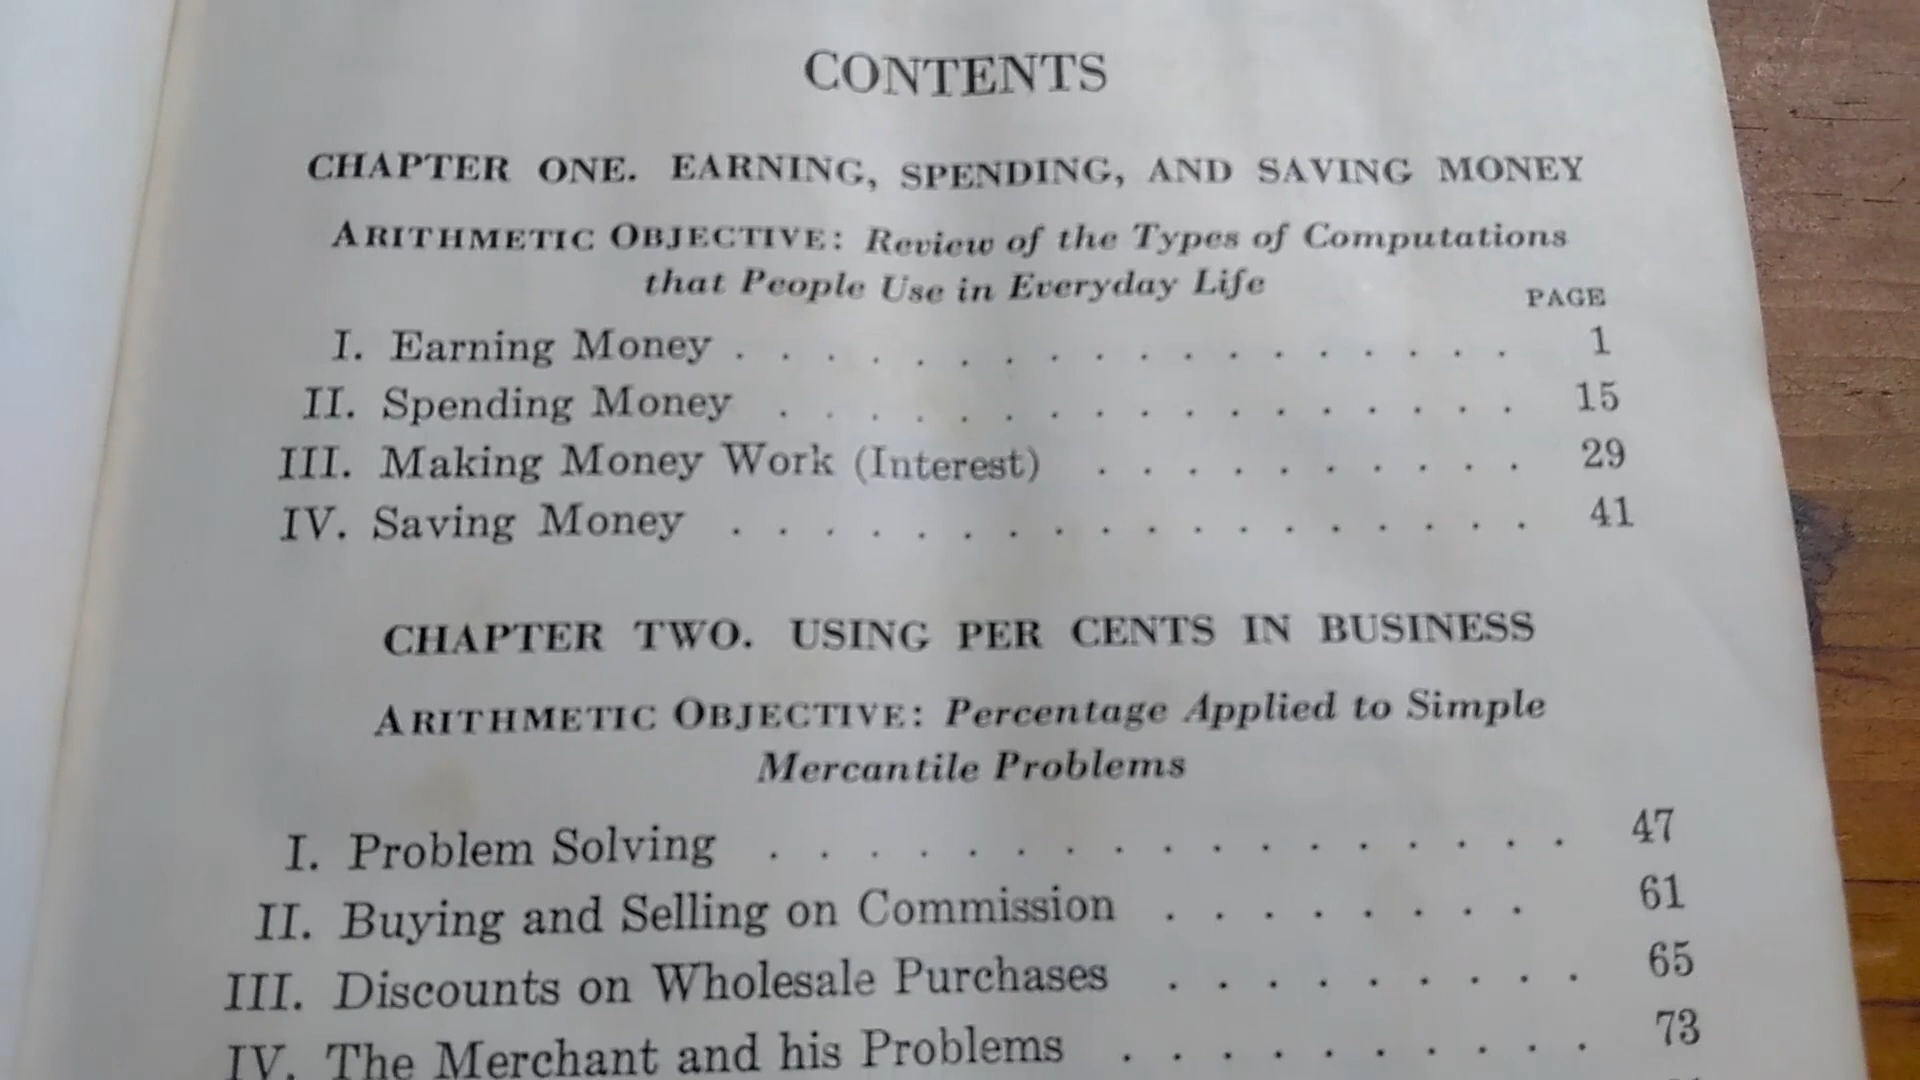 CONTENTS
CHAPTER ONE. EARNING, SPENDING, AND SAVING MONEY
ARITHMETIC OBJECTIVE: Review of the Types of Computations
that People Use in Everyday Life
PAGE
I. Earning Money . . . . . . . . . . . . . . . . . . 1
II. Spending Money . . . . . . . . . . . . . . . . . 15
III. Making Money Work (Interest) . . . . . . . . . . 29
IV. Saving Money . . . . . . . . . . . . . . . . . . 41
CHAPTER TWO. USING PER CENTS IN BUSINESS
ARITHMETIC OBJECTIVE: Percentage Applied to Simple
Mercantile Problems
I. Problem Solving . . . . . . . . . . . . . . . . . 47
II. Buying and Selling on Commission . . . . . . . . 61
III. Discounts on Wholesale Purchases . . . . . . . . . 65
IV. The Merchant and his Problems . . . . . . . . . . 73